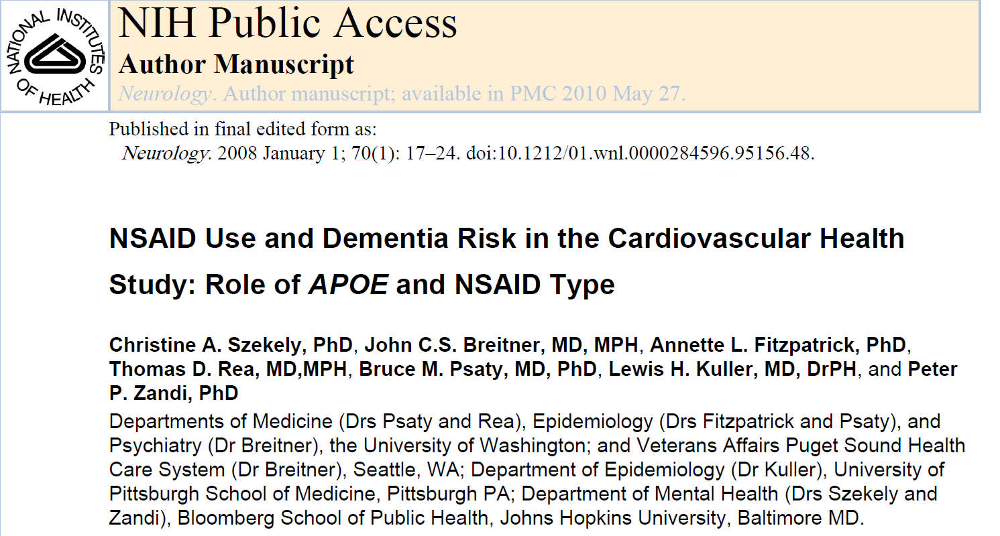 NATIONAL INSTITUTES
OF HEALTH
NIH Public Access
Author Manuscript
Neurology. Author manuscript; available in PMC 2010 May 27.
Published in final edited form as:
Neurology. 2008 January 1; 70(1): 17–24. doi:10.1212/01.wnl.0000284596.95156.48.
NSAID Use and Dementia Risk in the Cardiovascular Health
Study: Role of APOE and NSAID Type
Christine A. Szekely, PhD, John C.S. Breitner, MD, MPH, Annette L. Fitzpatrick, PhD,
Thomas D. Rea, MD,MPH, Bruce M. Psaty, MD, PhD, Lewis H. Kuller, MD, DrPH, and Peter
P. Zandi, PhD
Departments of Medicine (Drs Psaty and Rea), Epidemiology (Drs Fitzpatrick and Psaty), and
Psychiatry (Dr Breitner), the University of Washington; and Veterans Affairs Puget Sound Health
Care System (Dr Breitner), Seattle, WA; Department of Epidemiology (Dr Kuller), University of
Pittsburgh School of Medicine, Pittsburgh PA; Department of Mental Health (Drs Szekely and
Zandi), Bloomberg School of Public Health, Johns Hopkins University, Baltimore MD.